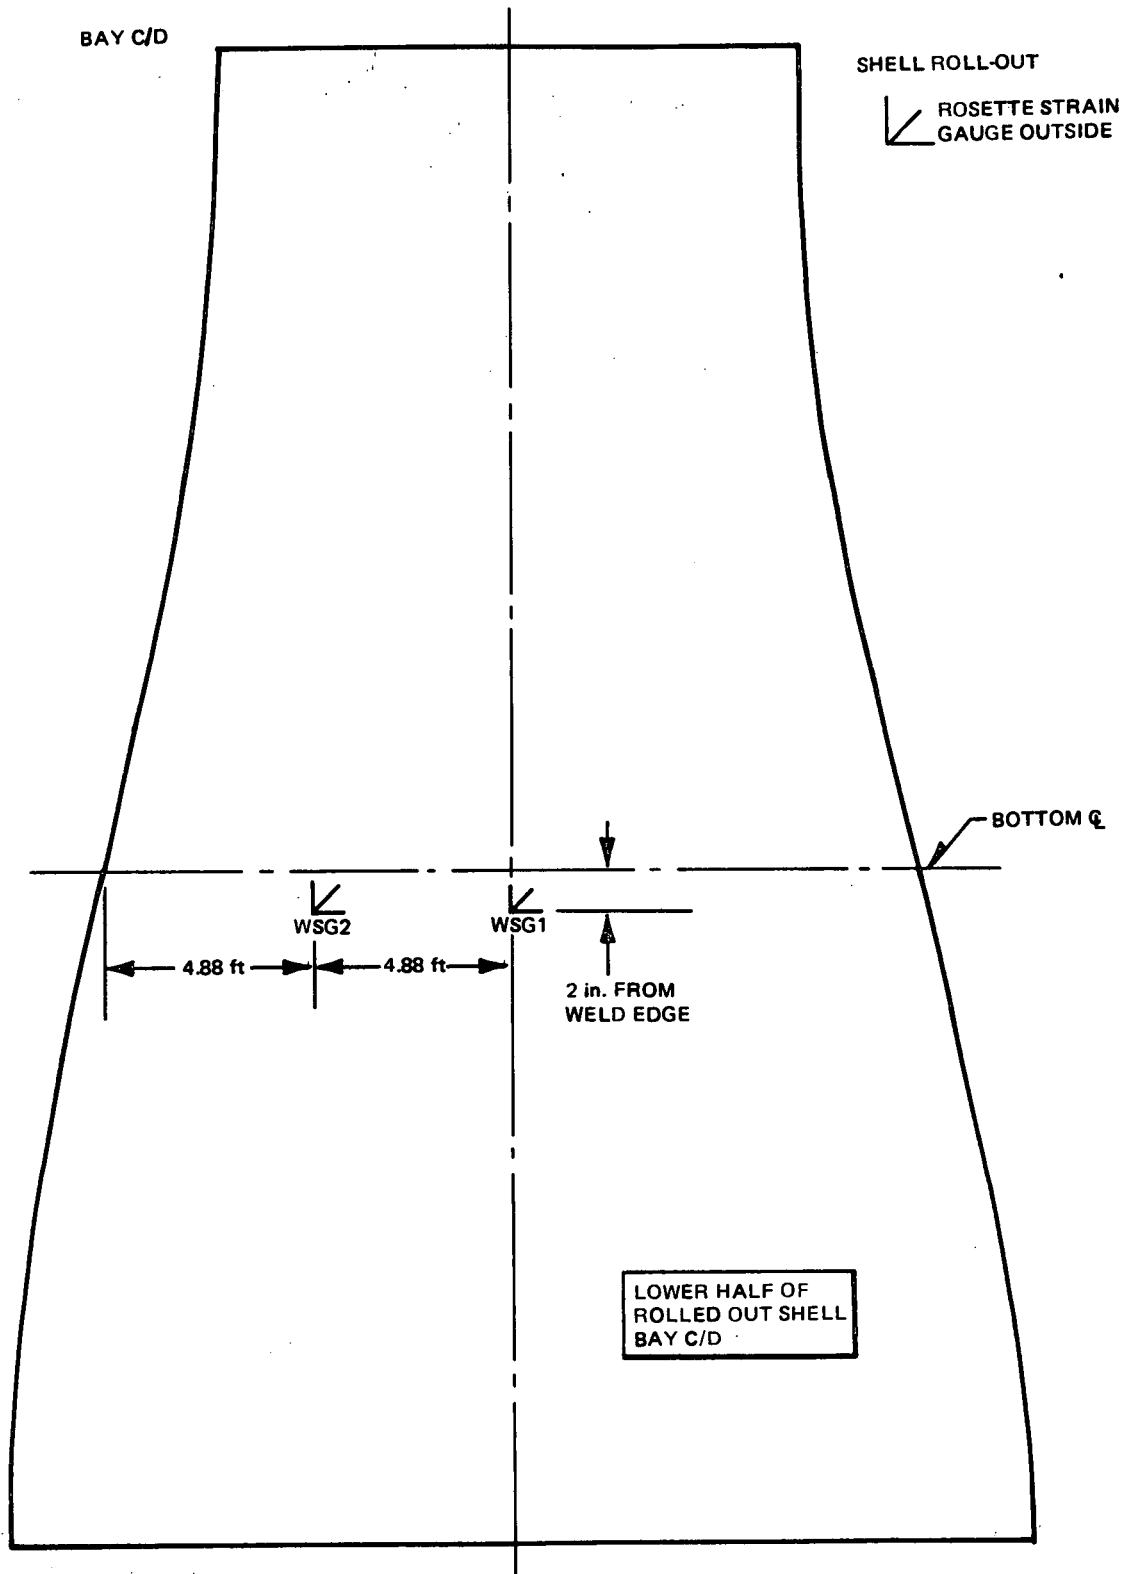 BAY C/D
SHELL ROLL-OUT
ROSETTE STRAIN
GAUGE OUTSIDE
BOTTOM ℄
WSG2
WSG1
4.88 ft
4.88 ft
2 in. FROM
WELD EDGE
LOWER HALF OF
ROLLED OUT SHELL
BAY C/D